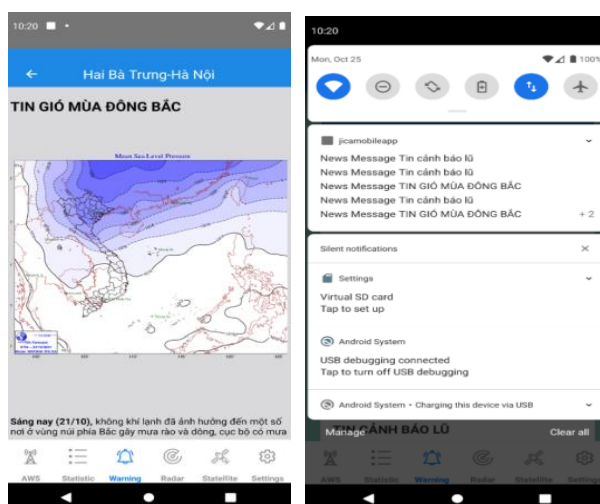 10:20
Hai Bà Trưng-Hà Nội
TIN GIÓ MÙA ĐÔNG BẮC
Mean Sea Level Pressure
Sáng nay (21/10), không khí lạnh đã ảnh hưởng đến một số
nơi ở vùng núi phía Bắc gây mưa rào và dông, cục bộ có mưa
AWS Statistic Warning Radar Statellite Settings
10:20
Mon, Oct 25
100%
jicamobileapp
News Message Tin cảnh báo lũ
News Message Tin cảnh báo lũ
News Message TIN GIÓ MÙA ĐÔNG BẮC
News Message Tin cảnh báo lũ
News Message TIN GIÓ MÙA ĐÔNG BẮC + 2
Silent notifications
Settings
Virtual SD card
Tap to set up
Android System
USB debugging connected
Tap to turn off USB debugging
Android System • Charging this device via USB
TIN CẢNH BÁO LŨ
Manage Clear all
AWS Statistic Warning Radar Statellite Settings